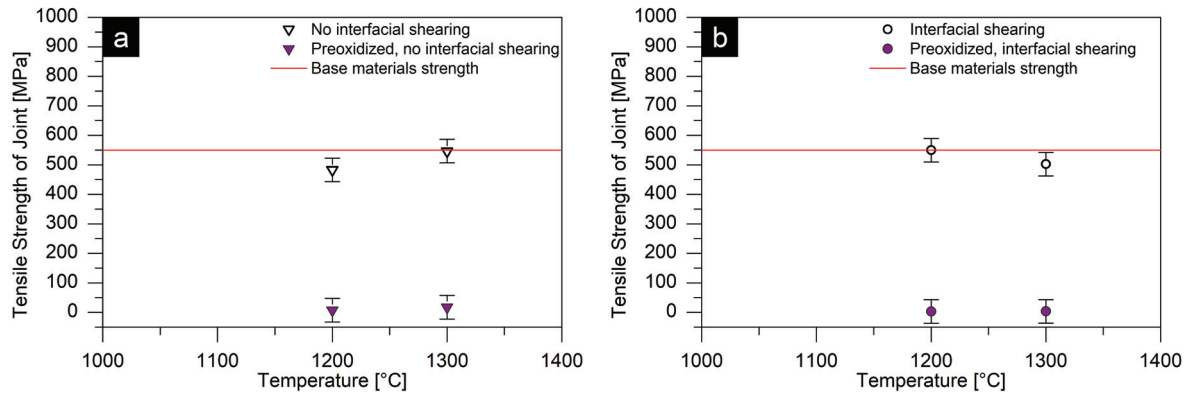 a
No interfacial shearing
Preoxidized, no interfacial shearing
Base materials strength
Tensile Strength of Joint [MPa]
1000
900
800
700
600
500
400
300
200
100
0
1000 1100 1200 1300 1400
Temperature [°C]
b
Interfacial shearing
Preoxidized, interfacial shearing
Base materials strength
Tensile Strength of Joint [MPa]
1000
900
800
700
600
500
400
300
200
100
0
1000 1100 1200 1300 1400
Temperature [°C]